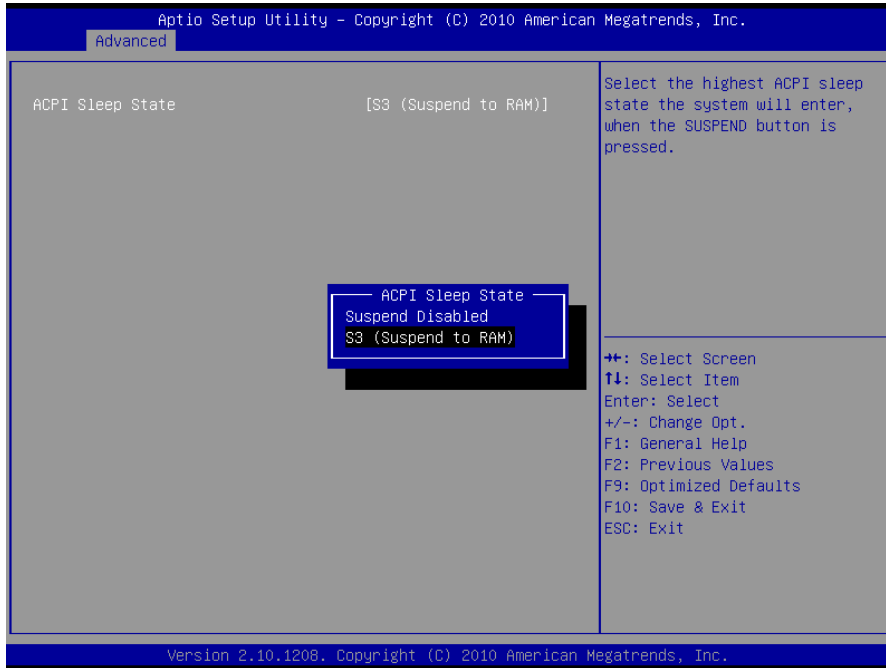 Aptio Setup Utility – Copyright (C) 2010 American Megatrends, Inc.
Advanced
ACPI Sleep State [S3 (Suspend to RAM)]
Select the highest ACPI sleep
state the system will enter,
when the SUSPEND button is
pressed.
ACPI Sleep State
Suspend Disabled
S3 (Suspend to RAM)
→←: Select Screen
↑↓: Select Item
Enter: Select
+/-: Change Opt.
F1: General Help
F2: Previous Values
F9: Optimized Defaults
F10: Save & Exit
ESC: Exit
Version 2.10.1208. Copyright (C) 2010 American Megatrends, Inc.